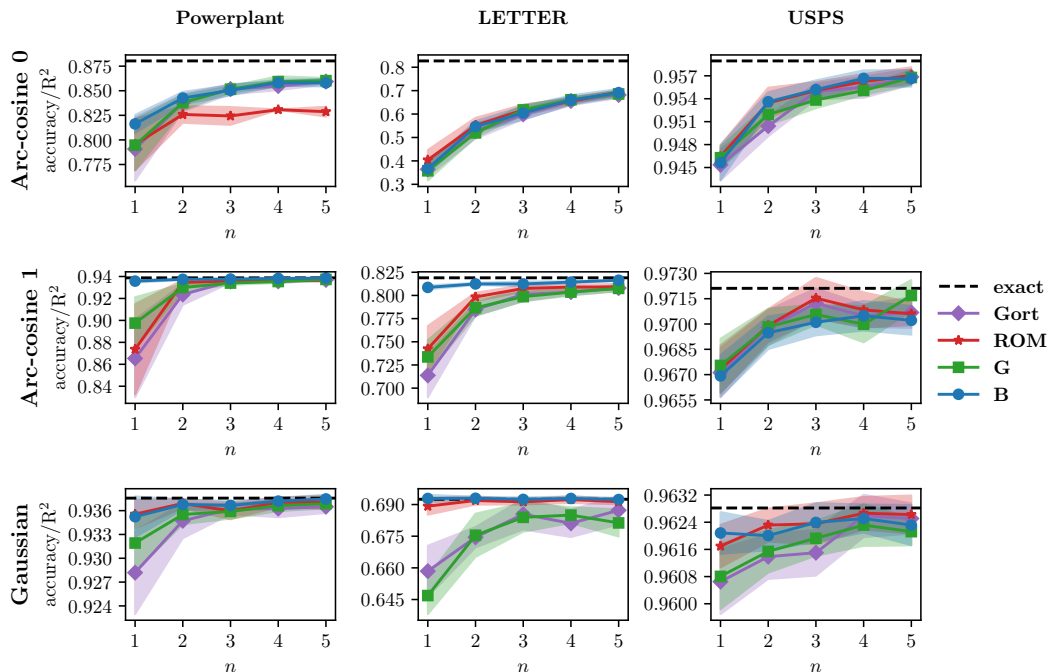 Powerplant LETTER USPS
Arc-cosine 0
accuracy/R²
0.875
0.850
0.825
0.800
0.775
1 2 3 4 5
n
0.8
0.7
0.6
0.5
0.4
0.3
1 2 3 4 5
n
0.957
0.954
0.951
0.948
0.945
1 2 3 4 5
n
Arc-cosine 1
accuracy/R²
0.94
0.92
0.90
0.88
0.86
0.84
1 2 3 4 5
n
0.825
0.800
0.775
0.750
0.725
0.700
1 2 3 4 5
n
0.9730
0.9715
0.9700
0.9685
0.9670
0.9655
1 2 3 4 5
n
exact
Gort
ROM
G
B
Gaussian
accuracy/R²
0.936
0.933
0.930
0.927
0.924
1 2 3 4 5
n
0.690
0.675
0.660
0.645
1 2 3 4 5
n
0.9632
0.9624
0.9616
0.9608
0.9600
1 2 3 4 5
n